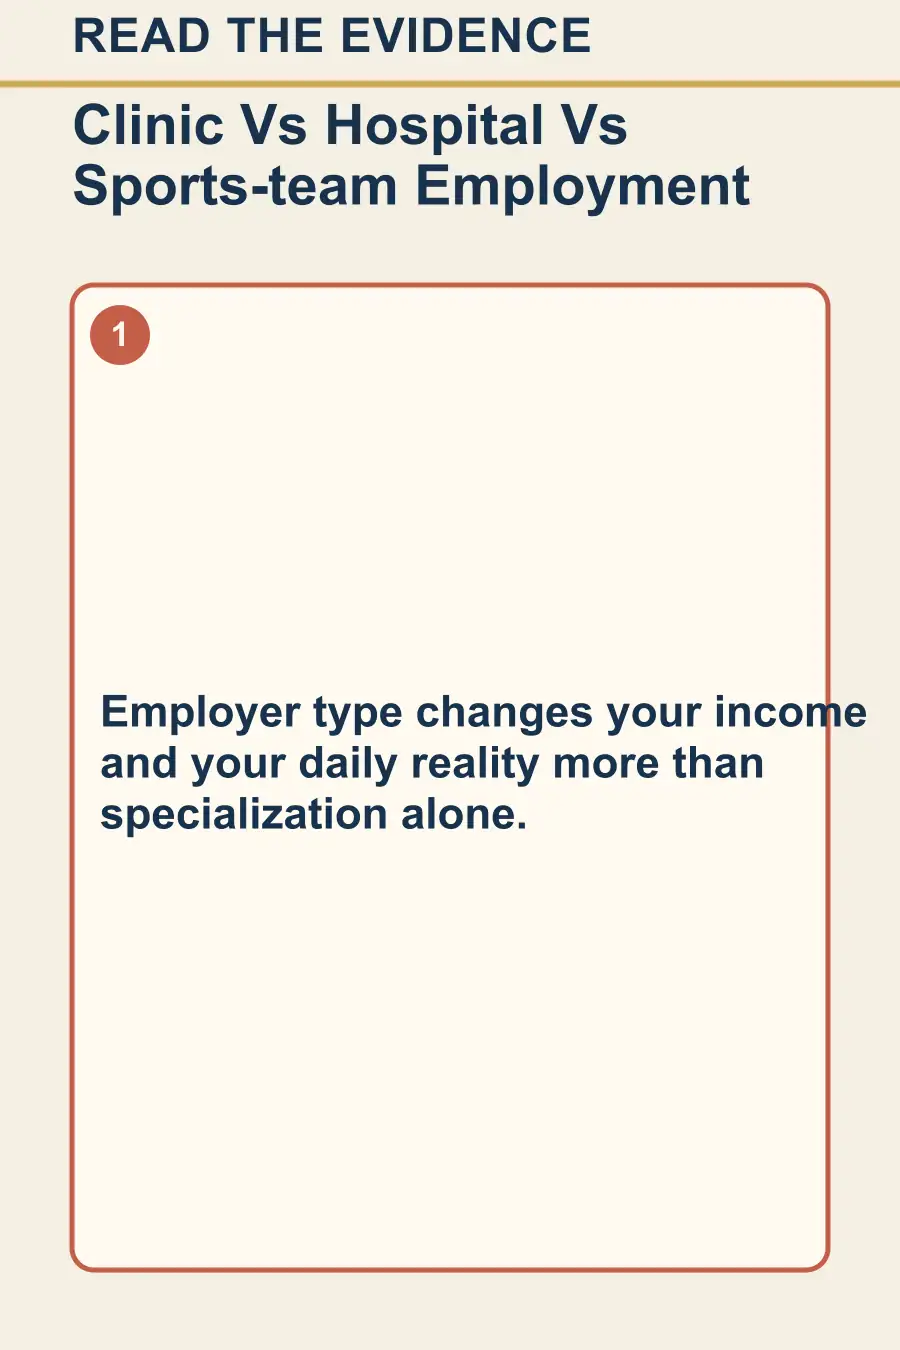 READ THE EVIDENCE
Clinic Vs Hospital Vs
Sports-team Employment
1
Employer type changes your income
and your daily reality more than
specialization alone.